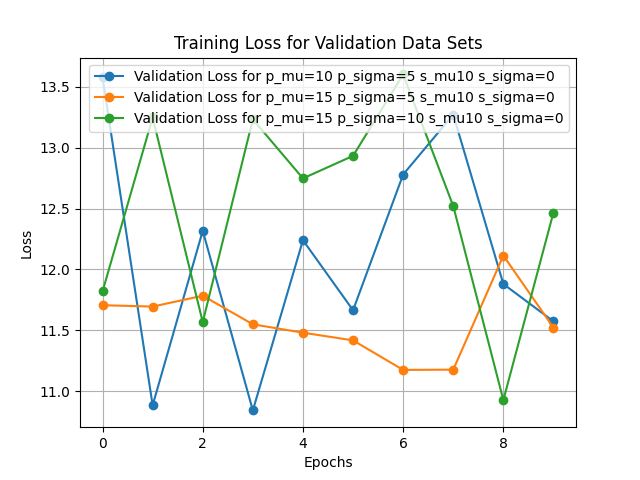 Training Loss for Validation Data Sets
Validation Loss for p_mu=10 p_sigma=5 s_mu10 s_sigma=0
Validation Loss for p_mu=15 p_sigma=5 s_mu10 s_sigma=0
Validation Loss for p_mu=15 p_sigma=10 s_mu10 s_sigma=0
13.5
13.0
12.5
12.0
11.5
11.0
Loss
0 2 4 6 8
Epochs